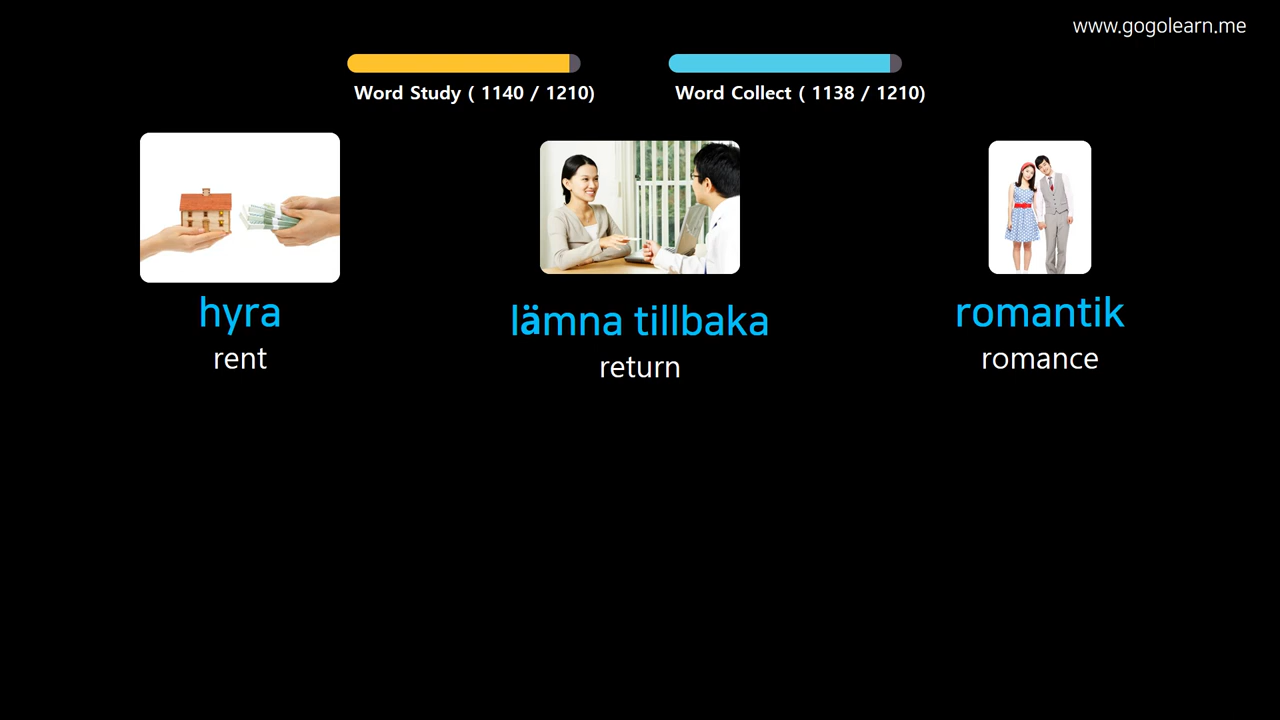 www.gogolearn.me
Word Study ( 1140 / 1210)
Word Collect ( 1138 / 1210)
hyra
rent
lämna tillbaka
return
romantik
romance